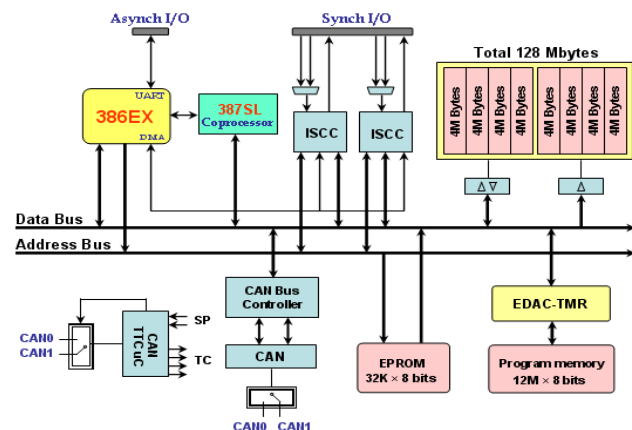 Asynch I/O
Synch I/O
Total 128 Mbytes
UART
386EX
DMA
387SL
Coprocessor
ISCC
ISCC
4M Bytes
4M Bytes
4M Bytes
4M Bytes
4M Bytes
4M Bytes
4M Bytes
4M Bytes
Δ ∇
Δ
Data Bus
Address Bus
CAN0
CAN1
CAN
TTCuC
SP
TC
CAN Bus
Controller
CAN
CAN0 CAN1
EPROM
32K × 8 bits
EDAC-TMR
Program memory
12M × 8 bits